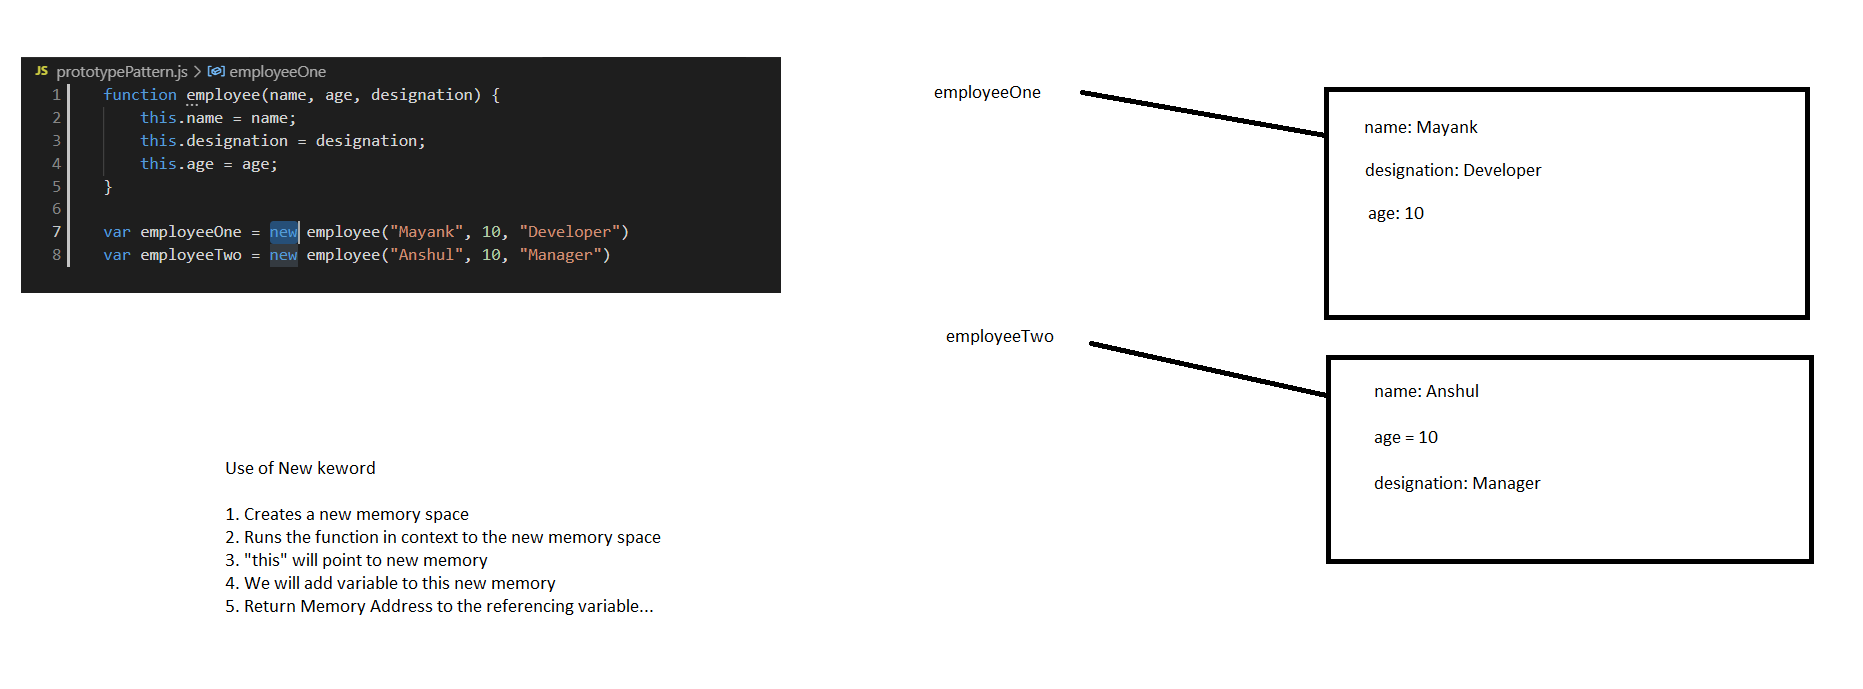 JS prototypePattern.js > employeeOne
1 function employee(name, age, designation) {
2 this.name = name;
3 this.designation = designation;
4 this.age = age;
5 }
6
7 var employeeOne = new employee("Mayank", 10, "Developer")
8 var employeeTwo = new employee("Anshul", 10, "Manager")
Use of New keword
1. Creates a new memory space
2. Runs the function in context to the new memory space
3. "this" will point to new memory
4. We will add variable to this new memory
5. Return Memory Address to the referencing variable...
employeeOne
name: Mayank
designation: Developer
age: 10
employeeTwo
name: Anshul
age = 10
designation: Manager